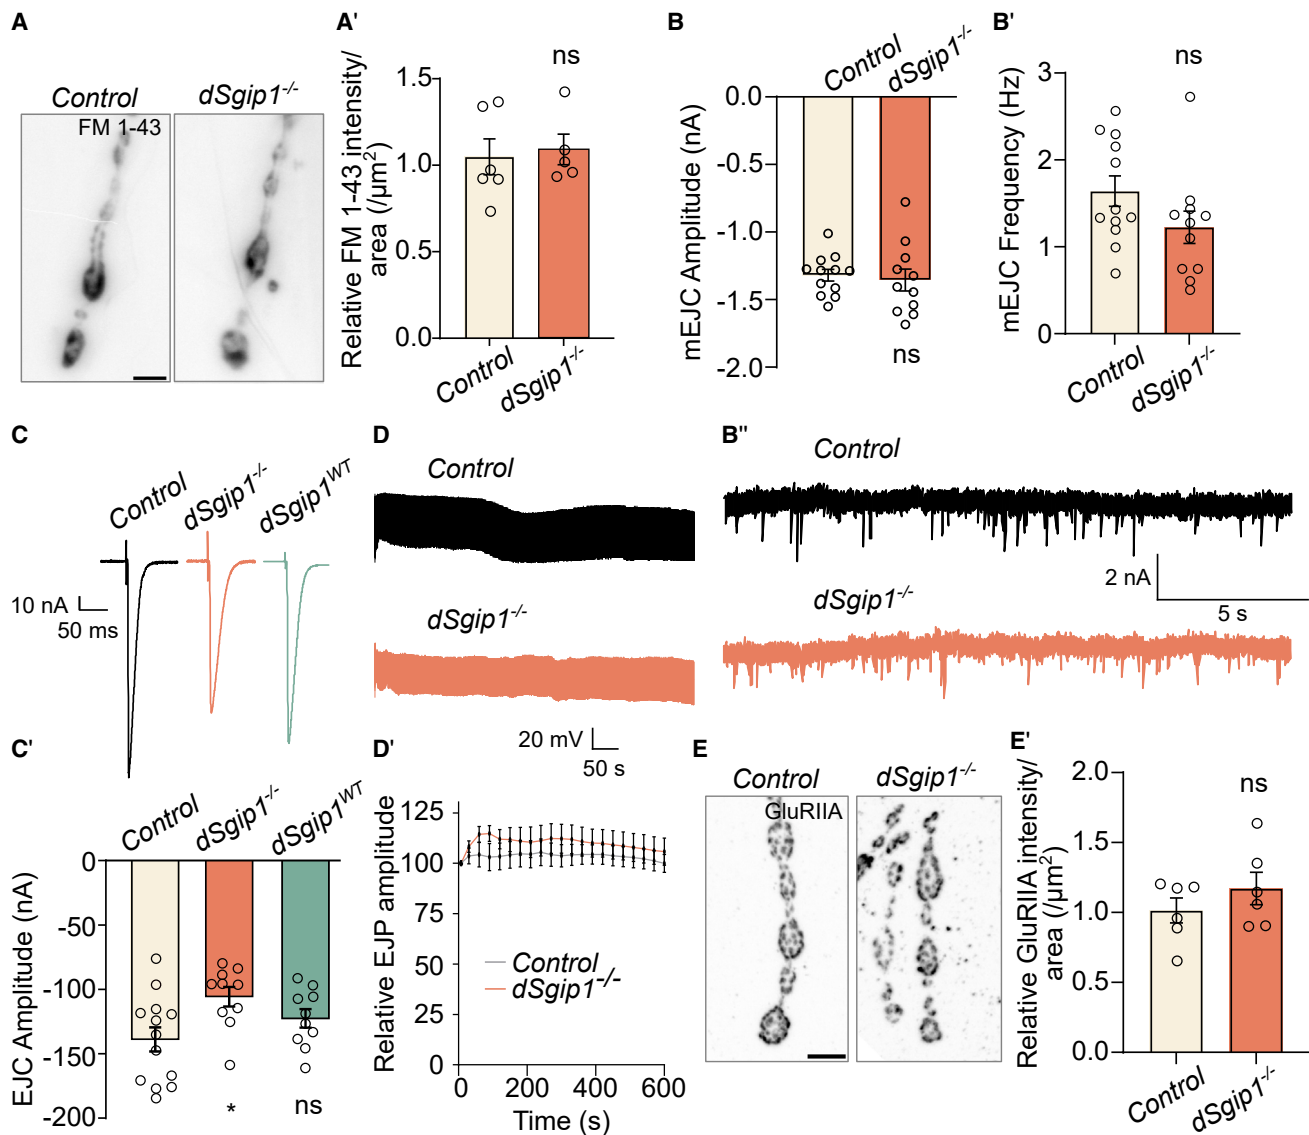 A
Control
dSgip1-/-
FM 1-43
A'
ns
Relative FM 1-43 intensity/
area (/µm2)
1.5
1.0
0.5
0.0
Control
dSgip1-/-
B
Control
dSgip1-/-
mEJC Amplitude (nA)
0.0
-0.5
-1.0
-1.5
-2.0
ns
B'
ns
mEJC Frequency (Hz)
3
2
1
0
Control
dSgip1-/-
C
Control
dSgip1-/-
dSgip1WT
10 nA
50 ms
D
Control
dSgip1-/-
20 mV
50 s
B"
Control
2 nA
5 s
dSgip1-/-
C'
Control
dSgip1-/-
dSgip1WT
EJC Amplitude (nA)
0
-50
-100
-150
-200
*
ns
D'
Relative EJP amplitude
125
100
75
50
25
0
Control
dSgip1-/-
0
200
400
600
Time (s)
E
Control
dSgip1-/-
GluRIIA
E'
ns
Relative GluRIIA intensity/
area (/µm2)
2.0
1.5
1.0
0.5
0.0
Control
dSgip1-/-